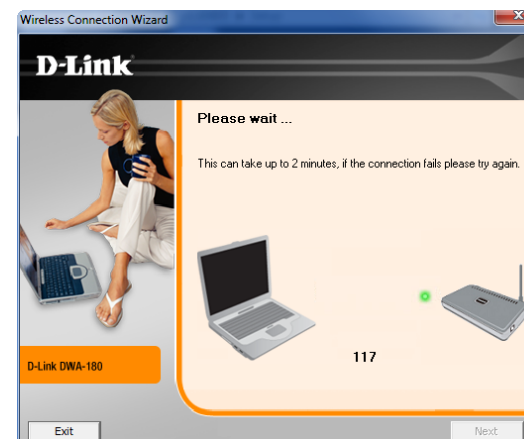 Wireless Connection Wizard
D-Link
Please wait ...
This can take up to 2 minutes, if the connection fails please try again.
117
D-Link DWA-180
Exit
Next